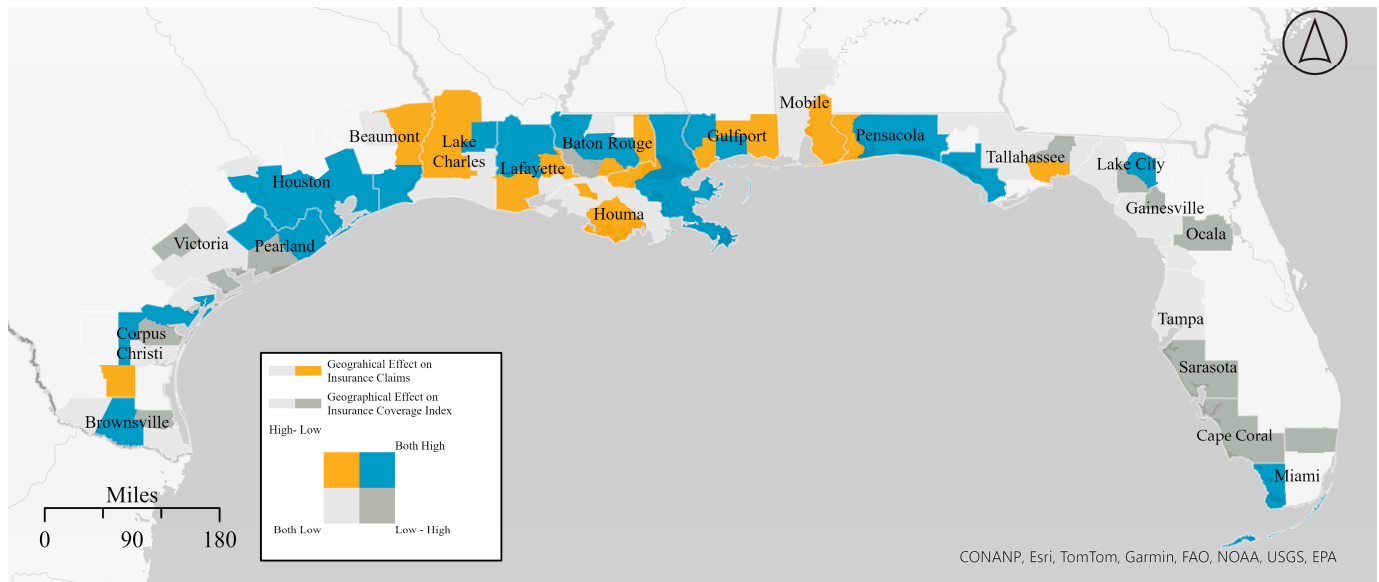 Mobile
Beaumont
Lake
Charles
Lafayette
Baton Rouge
Gulfport
Pensacola
Tallahassee
Lake City
Houston
Houma
Gainesville
Victoria
Pearland
Ocala
Corpus
Christi
Tampa
Sarasota
Brownsville
Cape Coral
Miami
Geograhical Effect on
Insurance Claims
Geographical Effect on
Insurance Coverage Index
High- Low
Both High
Both Low
Low - High
Miles
0 90 180
CONANP, Esri, TomTom, Garmin, FAO, NOAA, USGS, EPA